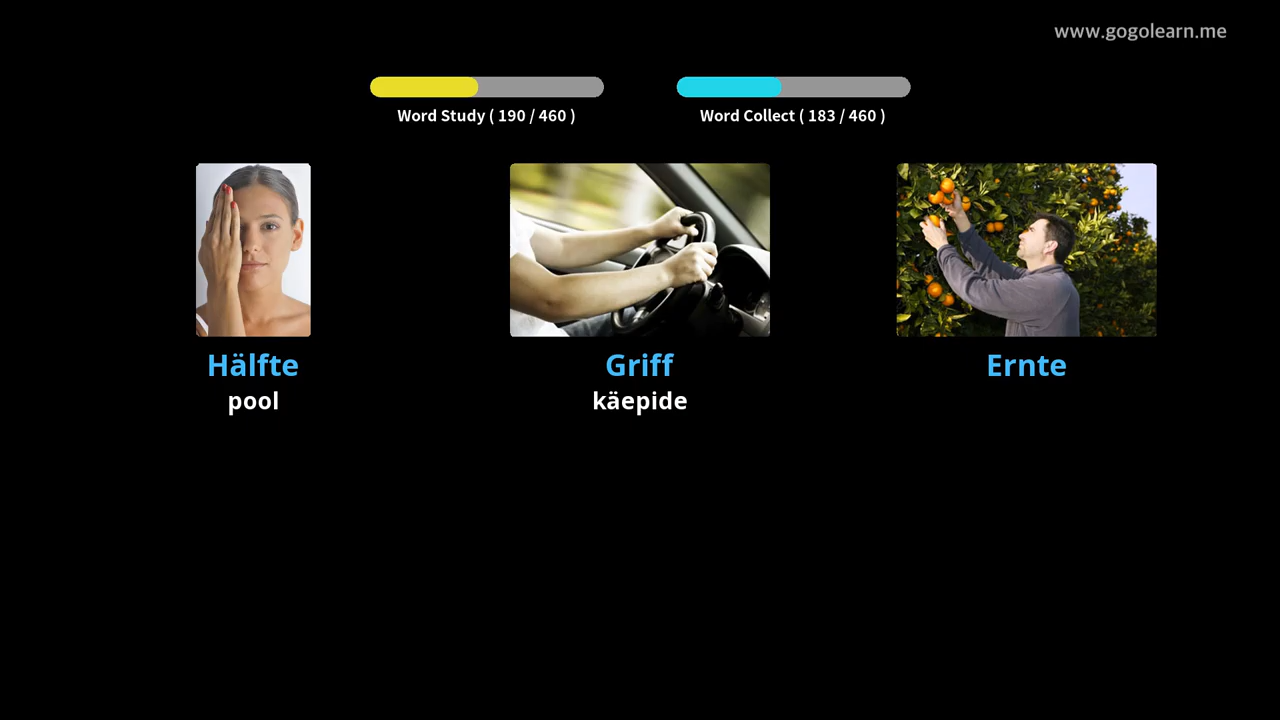 www.gogolearn.me
Word Study ( 190 / 460 )
Word Collect ( 183 / 460 )
Hälfte
pool
Griff
käepide
Ernte